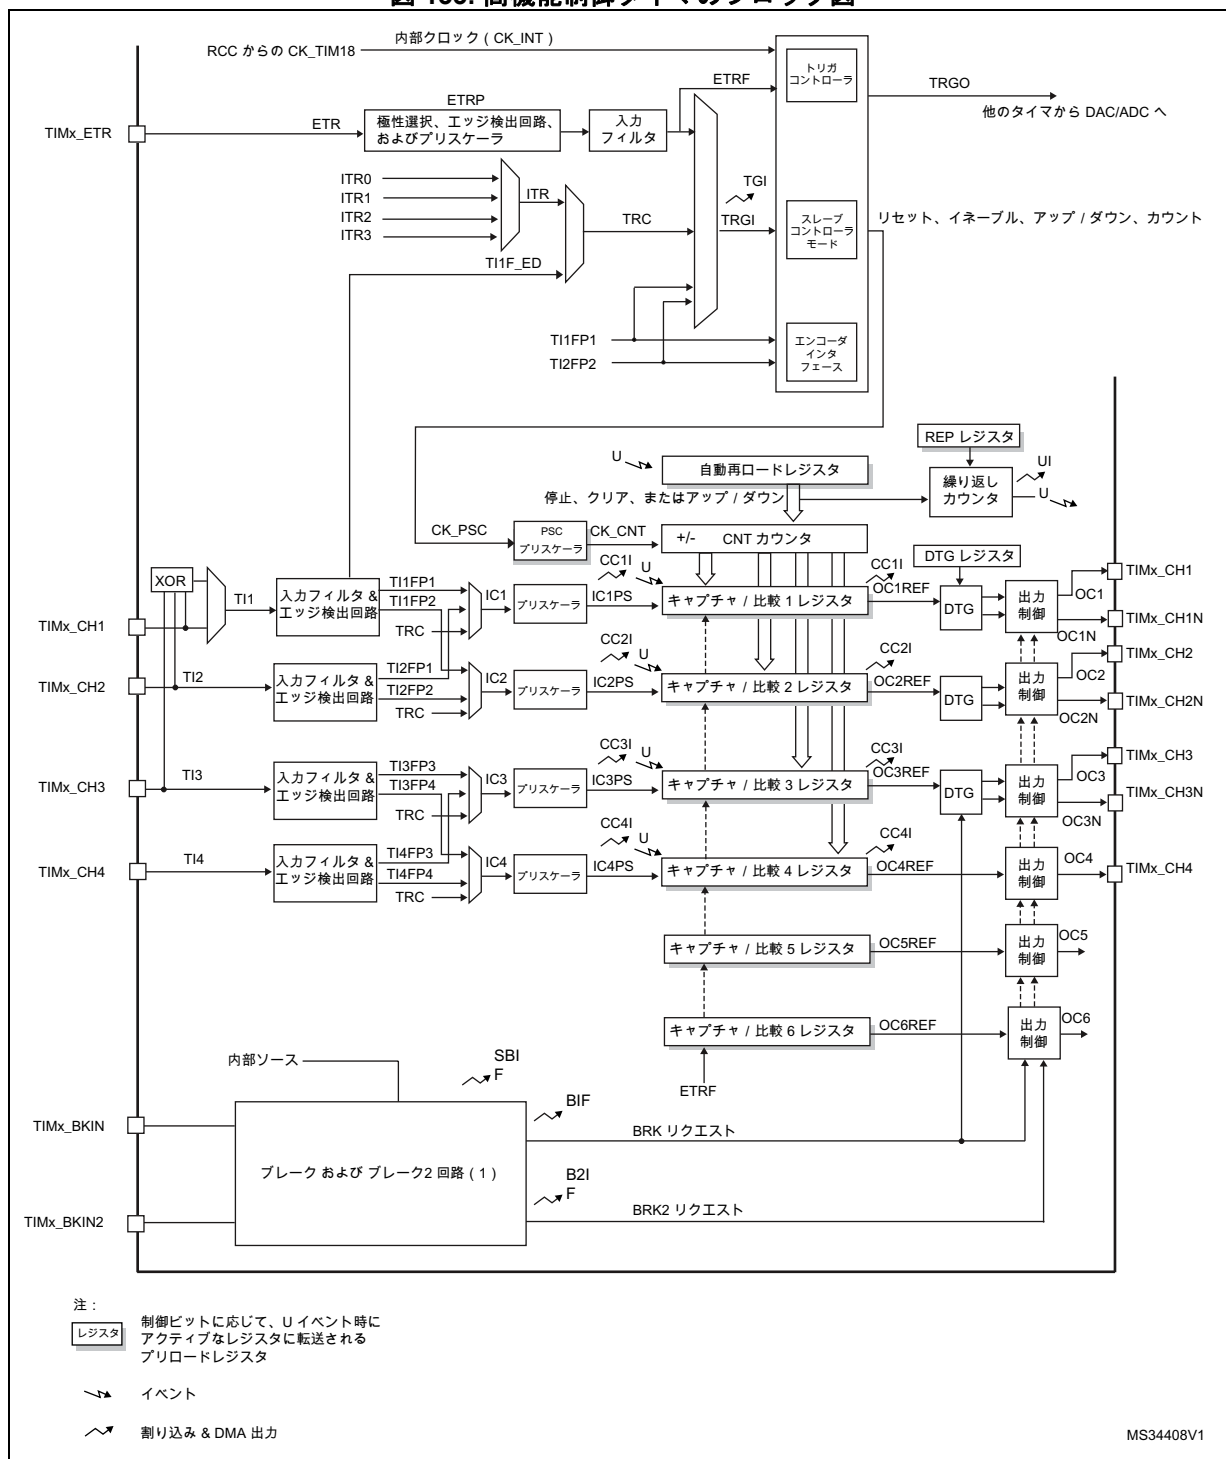 内部クロック ( CK_INT )
RCC からの CK_TIM18
トリガ
コントローラ
ETRF
TRGO
他のタイマから DAC/ADC へ
ETRP
TIMx_ETR
ETR
極性選択、エッジ検出回路、
およびプリスケーラ
入力
フィルタ
ITR0
ITR1
ITR2
ITR3
ITR
TRC
TGI
TRGI
スレーブ
コントローラ
モード
リセット、イネーブル、アップ / ダウン、カウント
TI1F_ED
TI1FP1
TI2FP2
エンコーダ
インタ
フェース
REP レジスタ
U
自動再ロードレジスタ
繰り返し
カウンタ
UI
U
停止、クリア、またはアップ / ダウン
CK_PSC
PSC
プリスケーラ
CK_CNT
+/- CNT カウンタ
DTG レジスタ
XOR
TI1
入力フィルタ &
エッジ検出回路
TI1FP1
TI1FP2
TRC
IC1
プリスケーラ
IC1PS
CC1I
U
キャプチャ / 比較 1 レジスタ
CC1I
OC1REF
DTG
出力
制御
OC1
OC1N
TIMx_CH1
TIMx_CH1N
TIMx_CH1
TIMx_CH2
TI2
入力フィルタ &
エッジ検出回路
TI2FP1
TI2FP2
TRC
IC2
プリスケーラ
IC2PS
CC2I
U
キャプチャ / 比較 2 レジスタ
CC2I
OC2REF
DTG
出力
制御
OC2
OC2N
TIMx_CH2
TIMx_CH2N
TIMx_CH3
TI3
入力フィルタ &
エッジ検出回路
TI3FP3
TI3FP4
TRC
IC3
プリスケーラ
IC3PS
CC3I
U
キャプチャ / 比較 3 レジスタ
CC3I
OC3REF
DTG
出力
制御
OC3
OC3N
TIMx_CH3
TIMx_CH3N
TIMx_CH4
TI4
入力フィルタ &
エッジ検出回路
TI4FP3
TI4FP4
TRC
IC4
プリスケーラ
IC4PS
CC4I
U
キャプチャ / 比較 4 レジスタ
CC4I
OC4REF
出力
制御
OC4
TIMx_CH4
キャプチャ / 比較 5 レジスタ
OC5REF
出力
制御
OC5
キャプチャ / 比較 6 レジスタ
OC6REF
出力
制御
OC6
ETRF
内部ソース
SBI
F
TIMx_BKIN
BIF
BRK リクエスト
ブレーク および ブレーク2 回路 ( 1 )
B2I
F
TIMx_BKIN2
BRK2 リクエスト
注 :
レジスタ
制御ビットに応じて、U イベント時に
アクティブなレジスタに転送される
プリロードレジスタ
イベント
割り込み & DMA 出力
MS34408V1